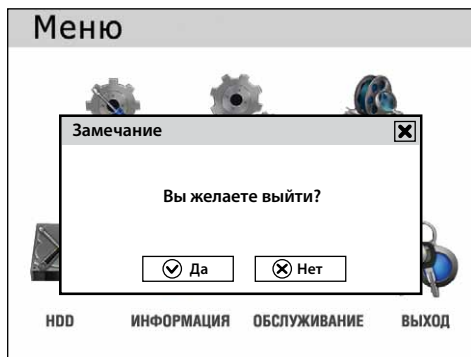 Меню
Замечание
Вы желаете выйти?
Да Нет
HDD ИНФОРМАЦИЯ ОБСЛУЖИВАНИЕ ВЫХОД